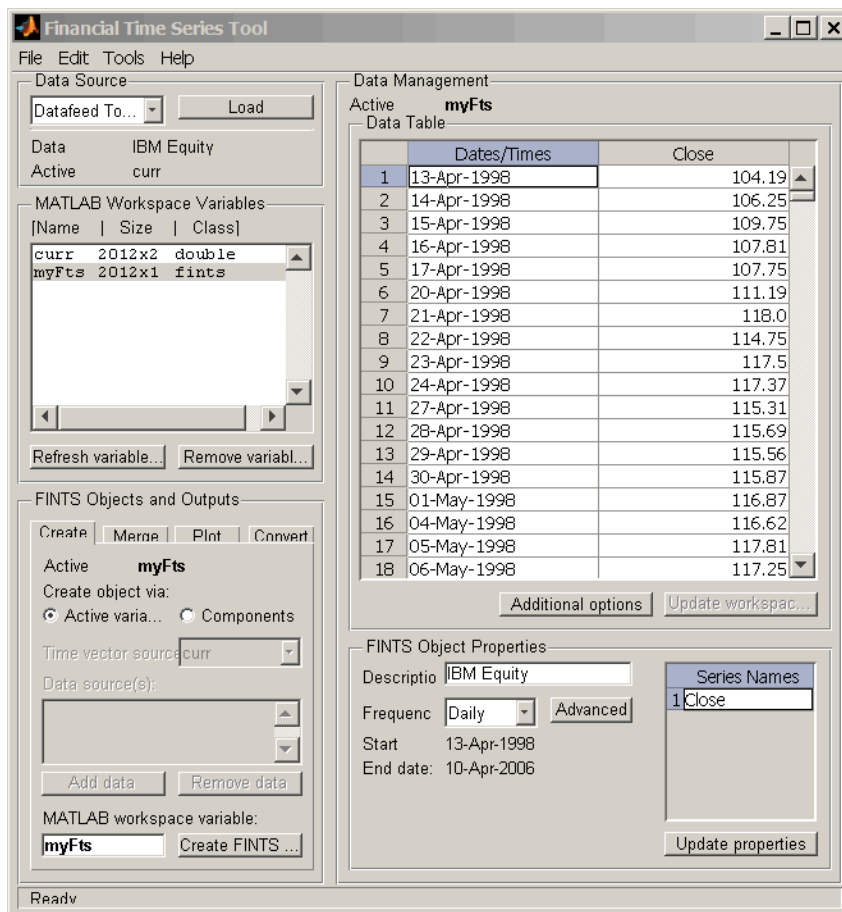 Financial Time Series Tool
File Edit Tools Help
Data Source
Datafeed To...
Load
Data IBM Equity
Active curr
MATLAB Workspace Variables
[Name | Size | Class]
curr 2012x2 double
myFts 2012x1 fints
Refresh variable...
Remove variabl...
FINTS Objects and Outputs
Create Merge Plot Convert
Active myFts
Create object via:
Active varia... Components
Time vector source curr
Data source(s):
Add data
Remove data
MATLAB workspace variable:
myFts
Create FINTS ...
Data Management
Active myFts
Data Table
Dates/Times Close
1 13-Apr-1998 104.19
2 14-Apr-1998 106.25
3 15-Apr-1998 109.75
4 16-Apr-1998 107.81
5 17-Apr-1998 107.75
6 20-Apr-1998 111.19
7 21-Apr-1998 118.0
8 22-Apr-1998 114.75
9 23-Apr-1998 117.5
10 24-Apr-1998 117.37
11 27-Apr-1998 115.31
12 28-Apr-1998 115.69
13 29-Apr-1998 115.56
14 30-Apr-1998 115.87
15 01-May-1998 116.87
16 04-May-1998 116.62
17 05-May-1998 117.81
18 06-May-1998 117.25
Additional options
Update workspac...
FINTS Object Properties
Descriptio IBM Equity
Frequenc Daily
Advanced
Start 13-Apr-1998
End date: 10-Apr-2006
Series Names
1 Close
Update properties
Ready